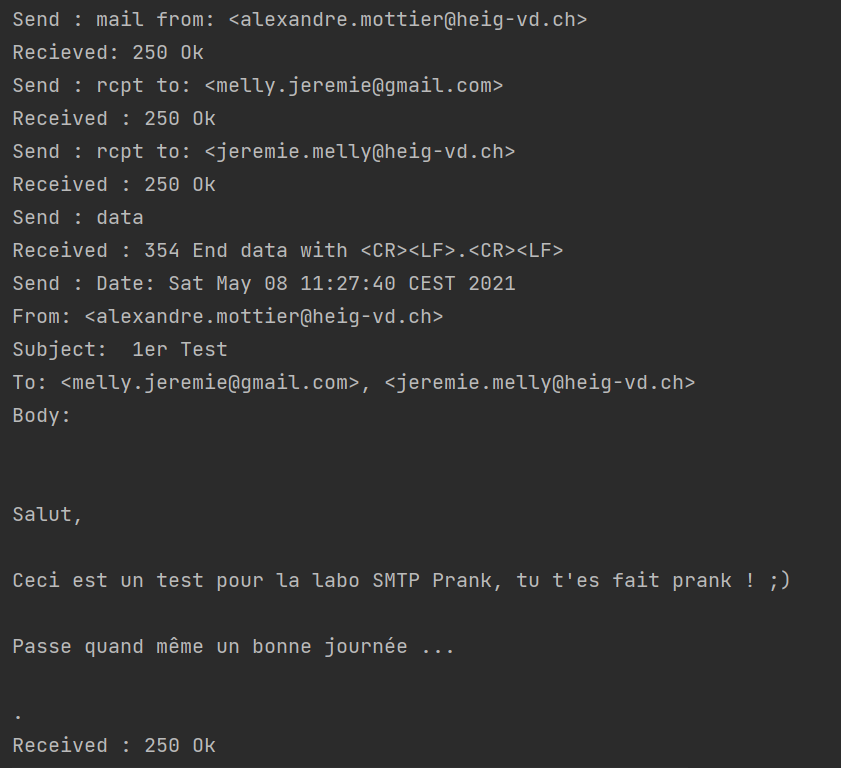 Send : mail from: <alexandre.mottier@heig-vd.ch>
Recieved: 250 Ok
Send : rcpt to: <melly.jeremie@gmail.com>
Received : 250 Ok
Send : rcpt to: <jeremie.melly@heig-vd.ch>
Received : 250 Ok
Send : data
Received : 354 End data with <CR><LF>.<CR><LF>
Send : Date: Sat May 08 11:27:40 CEST 2021
From: <alexandre.mottier@heig-vd.ch>
Subject:  1er Test
To: <melly.jeremie@gmail.com>, <jeremie.melly@heig-vd.ch>
Body:
Salut,
Ceci est un test pour la labo SMTP Prank, tu t'es fait prank ! ;)
Passe quand même un bonne journée ...
.
Received : 250 Ok